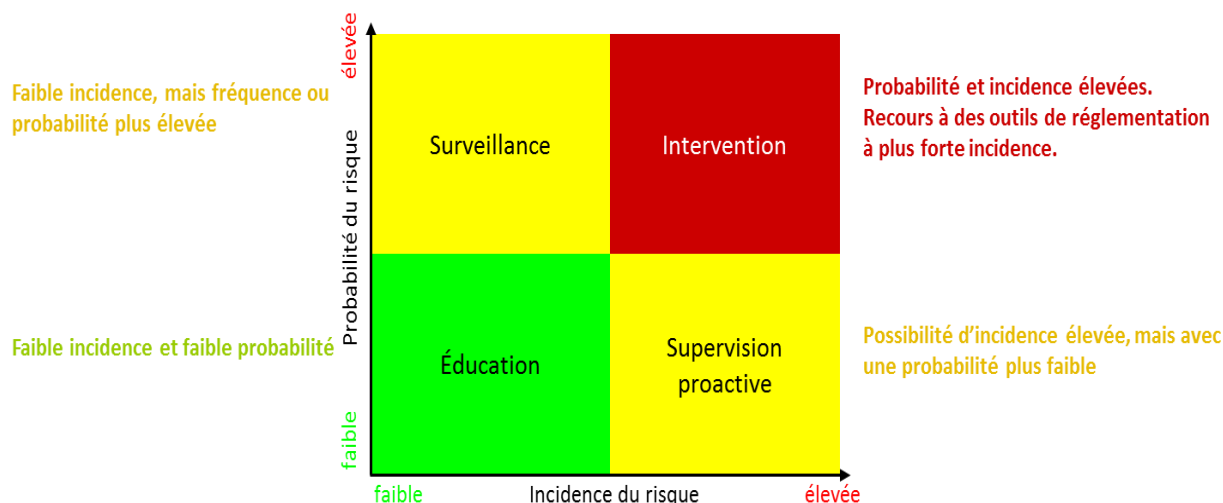 élevée
Probabilité du risque
faible
Faible incidence, mais fréquence ou
probabilité plus élevée
Surveillance
Intervention
Probabilité et incidence élevées.
Recours à des outils de réglementation
à plus forte incidence.
Faible incidence et faible probabilité
Éducation
Supervision
proactive
Possibilité d’incidence élevée, mais avec
une probabilité plus faible
faible
Incidence du risque
élevée